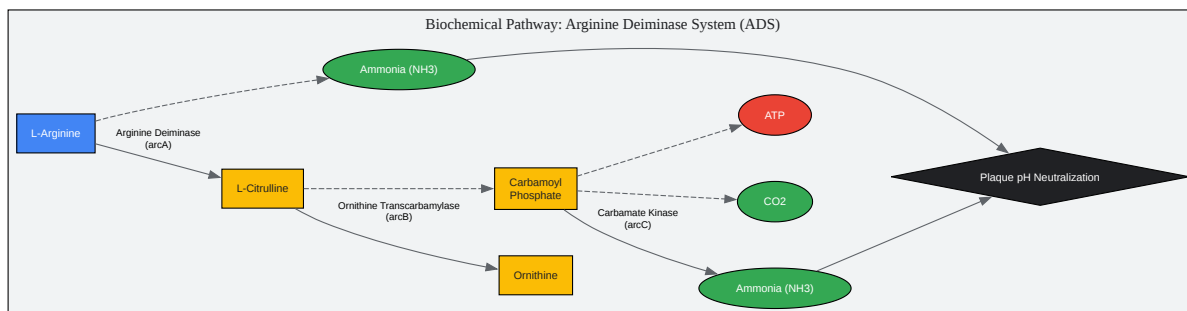 Biochemical Pathway: Arginine Deiminase System (ADS)
Ammonia (NH3)
L-Arginine
Arginine Deiminase
(arcA)
ATP
L-Citrulline
Carbamoyl
Phosphate
Plaque pH Neutralization
Ornithine Transcarbamylase
(arcB)
CO2
Carbamate Kinase
(arcC)
Ornithine
Ammonia (NH3)